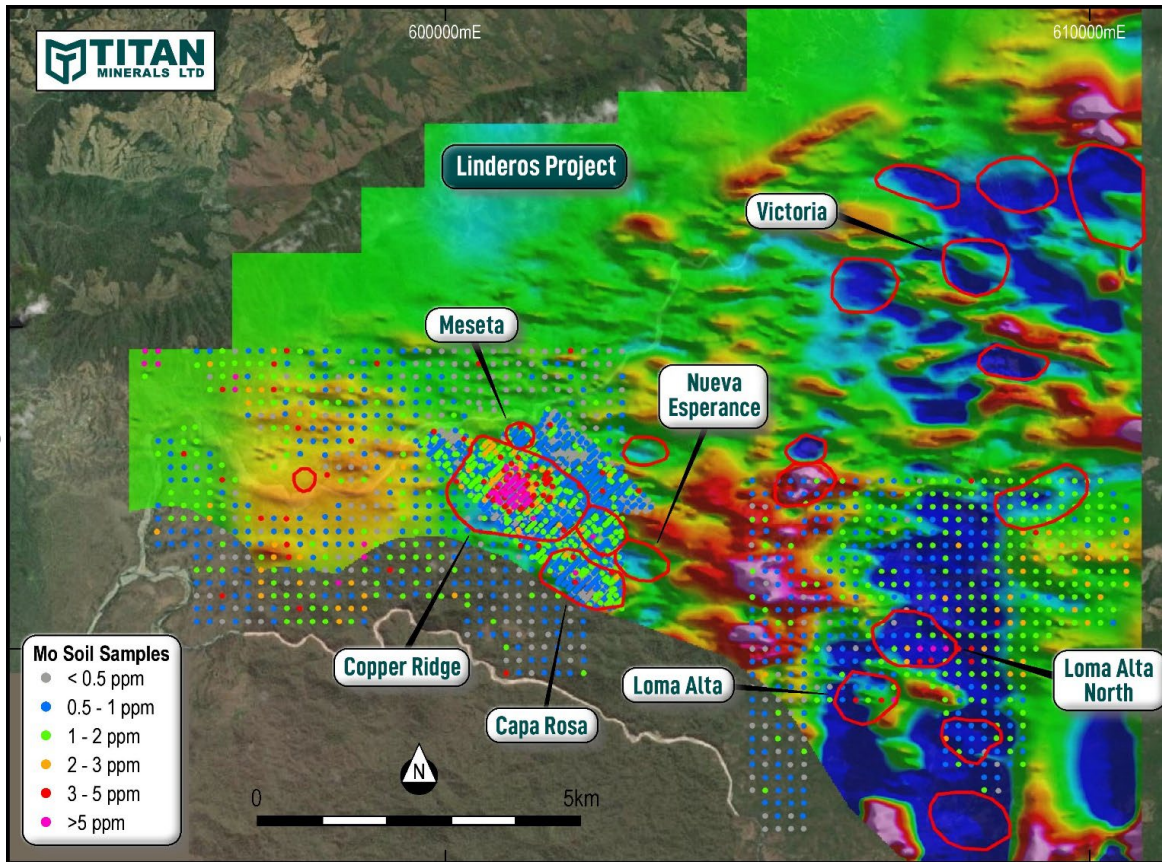 TITAN
MINERALS LTD
600000mE
610000mE
Linderos Project
Victoria
Meseta
Nueva
Esperance
Copper Ridge
Capa Rosa
Loma Alta
Loma Alta
North
Mo Soil Samples
< 0.5 ppm
0.5 - 1 ppm
1 - 2 ppm
2 - 3 ppm
3 - 5 ppm
>5 ppm
N
0
5km